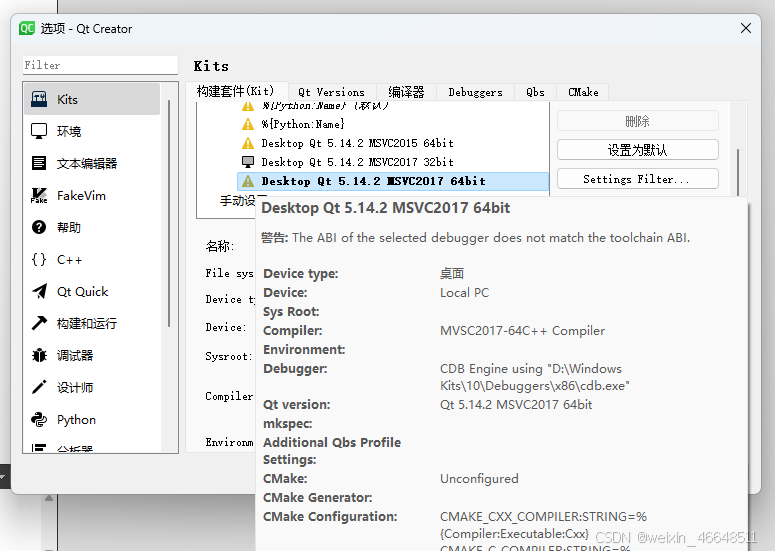 选项 - Qt Creator
Filter
Kits
Kits
环境
文本编辑器
FakeVim
帮助
C++
Qt Quick
构建和运行
调试器
设计师
Python
分析器
构建套件(Kit)
Qt Versions
编译器
Debuggers
Qbs
CMake
%{Python:Name} (默认)
%{Python:Name}
Desktop Qt 5.14.2 MSVC2015 64bit
Desktop Qt 5.14.2 MSVC2017 32bit
Desktop Qt 5.14.2 MSVC2017 64bit
手动设
删除
设置为默认
Settings Filter...
名称:
File sys
Device ty
Device:
Sysroot:
Compiler
Environm
Desktop Qt 5.14.2 MSVC2017 64bit
警告: The ABI of the selected debugger does not match the toolchain ABI.
Device type: 桌面
Device: Local PC
Sys Root:
Compiler: MVSC2017-64C++ Compiler
Environment:
Debugger: CDB Engine using "D:\Windows
Kits\10\Debuggers\x86\cdb.exe"
Qt version: Qt 5.14.2 MSVC2017 64bit
mkspec:
Additional Qbs Profile
Settings:
CMake: Unconfigured
CMake Generator:
CMake Configuration: CMAKE_CXX_COMPILER:STRING=%
{Compiler:Executable:Cxx}
CMAKE_C_COMPILER:STRING=%
CSDN @weixin_46648511